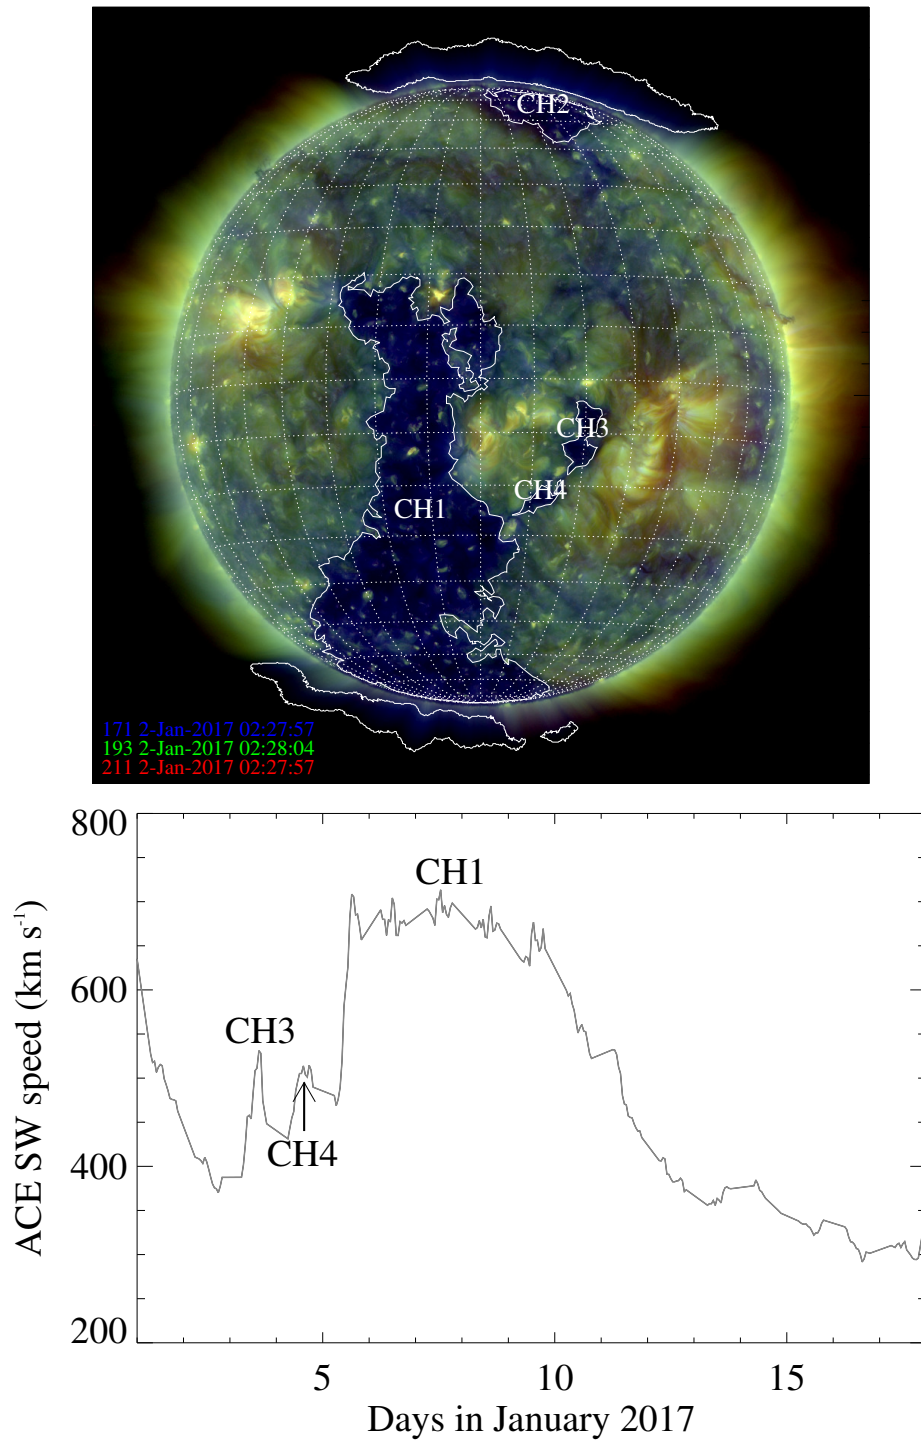 CH2
CH3
CH4
CH1
171 2-Jan-2017 02:27:57
193 2-Jan-2017 02:28:04
211 2-Jan-2017 02:27:57
800
600
400
200
ACE SW speed (km s-1)
CH1
CH3
CH4
5 10 15
Days in January 2017